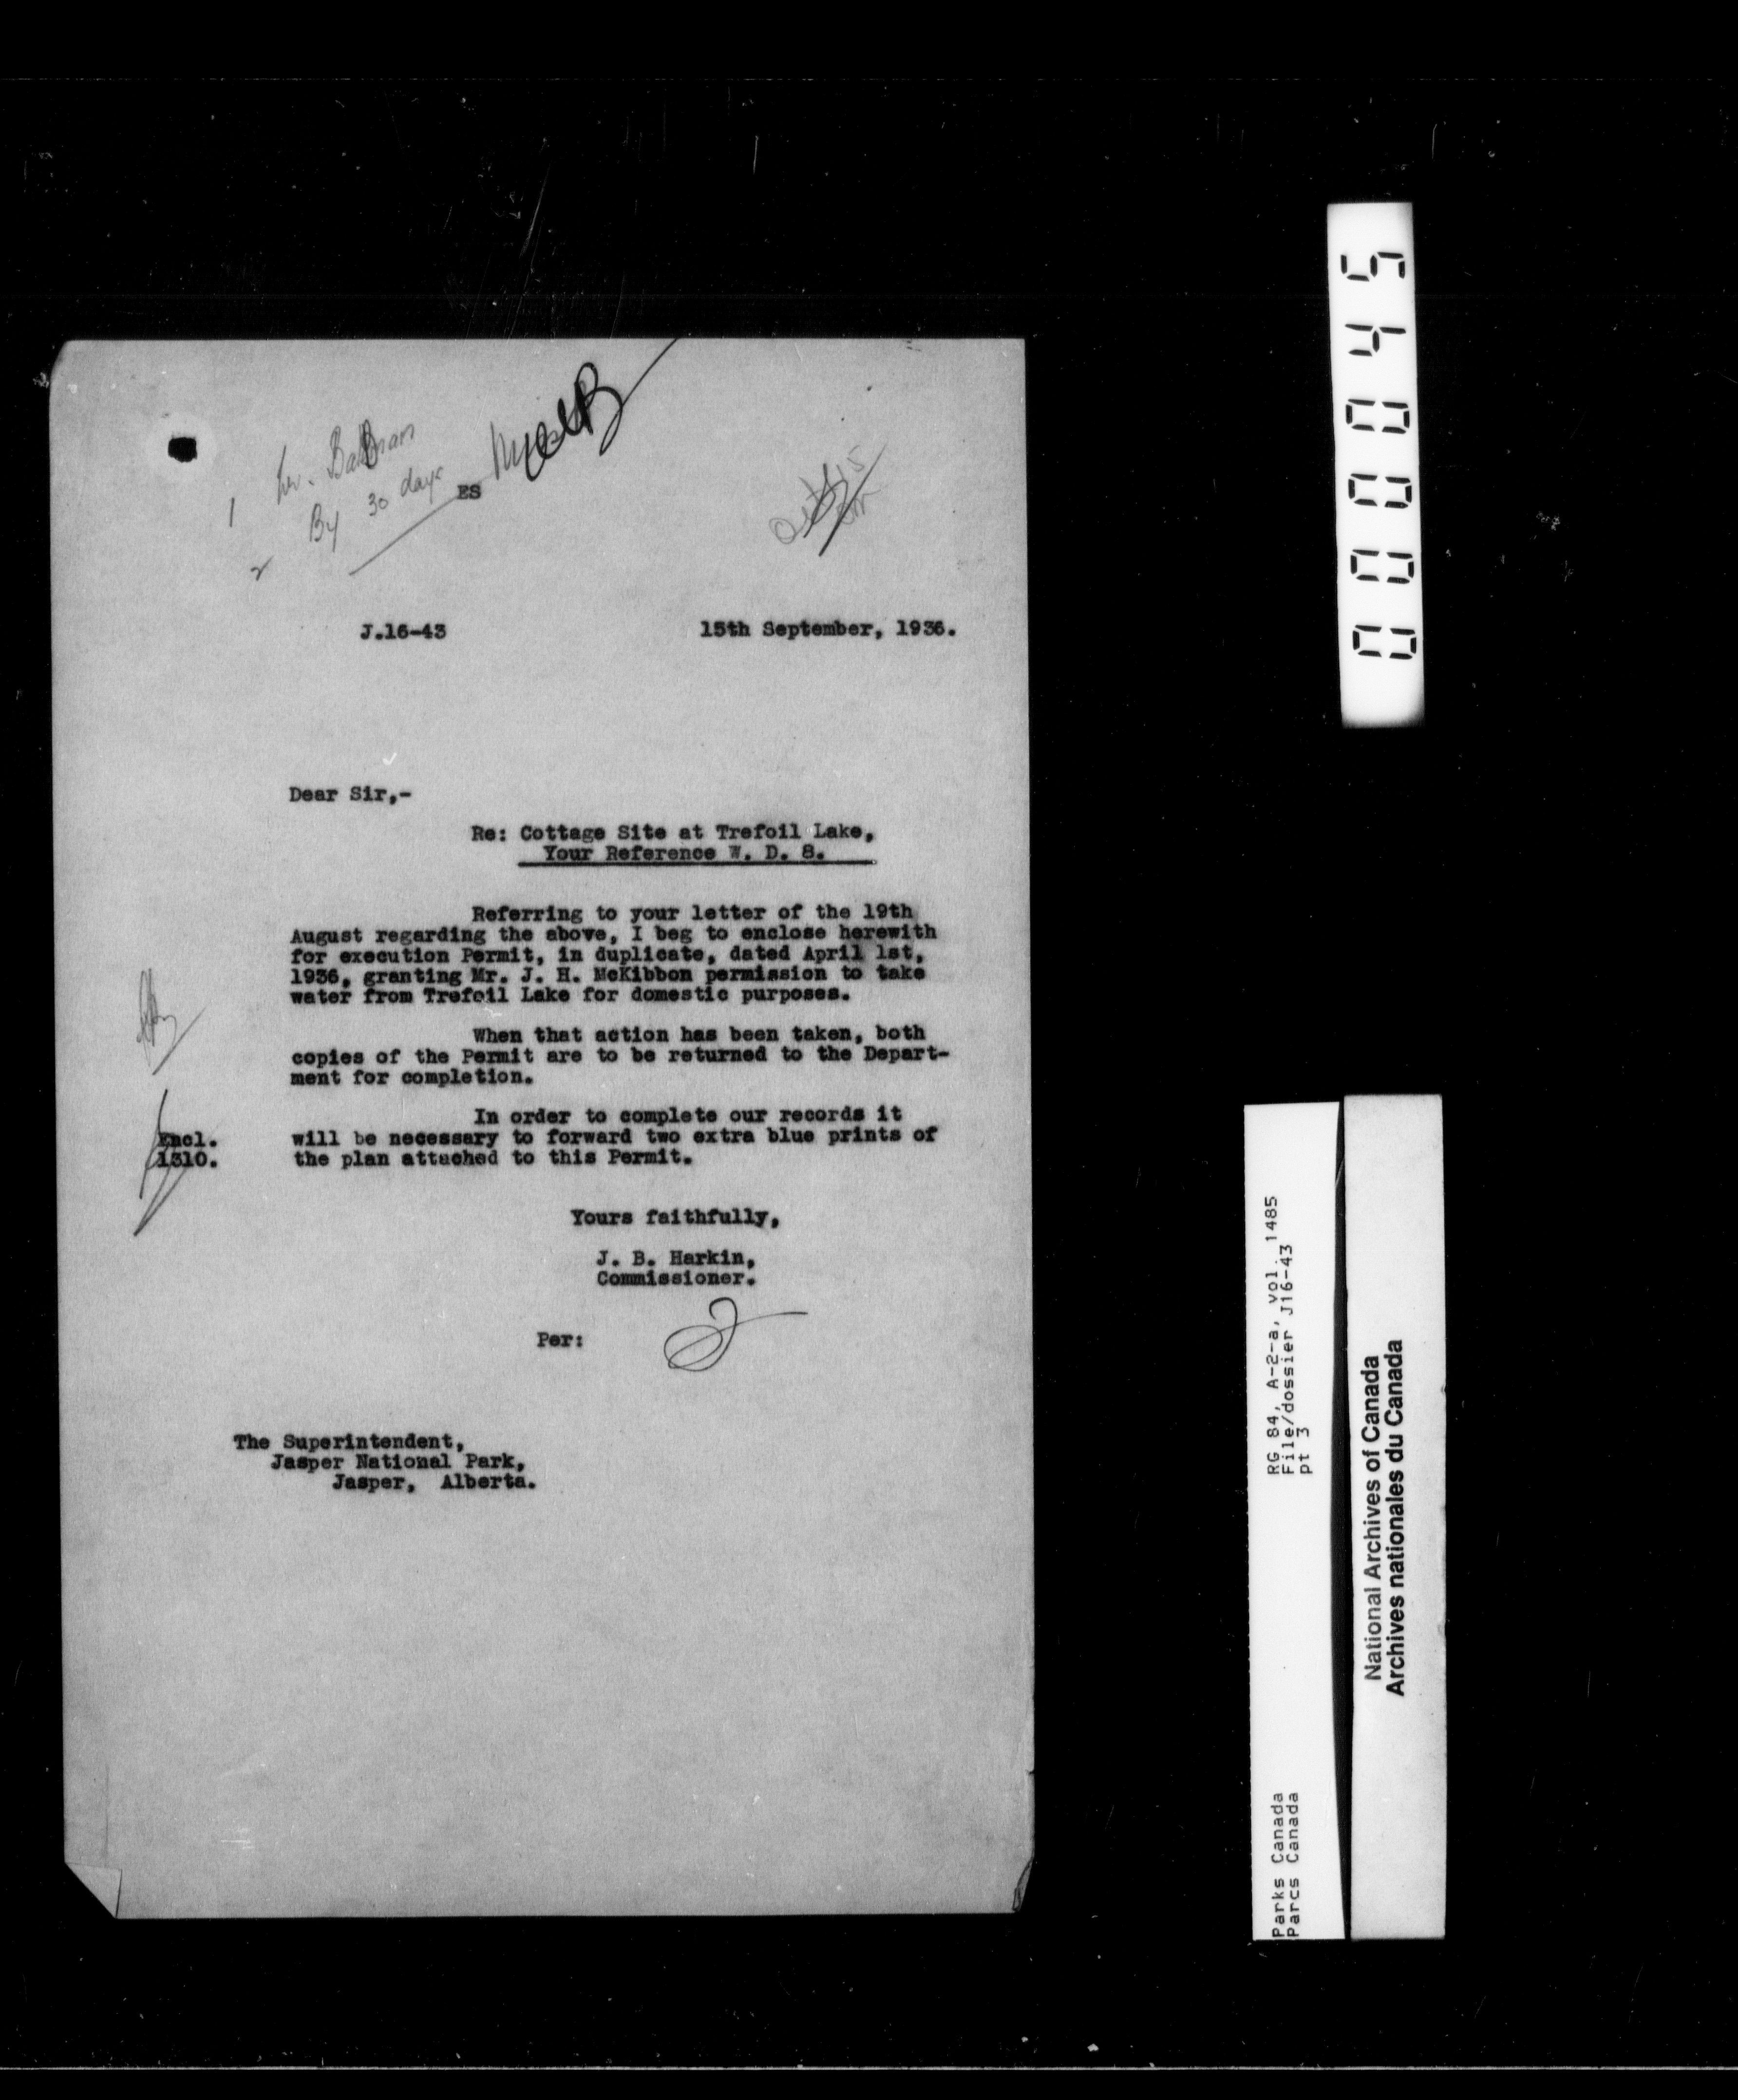 By 30 days
ES
J.16-43
15th September, 1936.
Dear Sir,-
Re: Cottage Site at Trefoil Lake,
Your Reference W. D. 8.
Referring to your letter of the 19th
August regarding the above, I beg to enclose herewith
for execution Permit, in duplicate, dated April 1st,
1936, granting Mr. J. H. McKibbon permission to take
water from Trefoil Lake for domestic purposes.
When that action has been taken, both
copies of the Permit are to be returned to the Depart-
ment for completion.
In order to complete our records it
Encl.
1310.
will be necessary to forward two extra blue prints of
the plan attached to this Permit.
Yours faithfully,
J. B. Harkin,
Commissioner.
Per:
The Superintendent,
Jasper National Park,
Jasper, Alberta.
000045
RG 84, A-2-a, vol. 1485
File/dossier J16-43
pt 3
Parks Canada
Parcs Canada
National Archives of Canada
Archives nationales du Canada